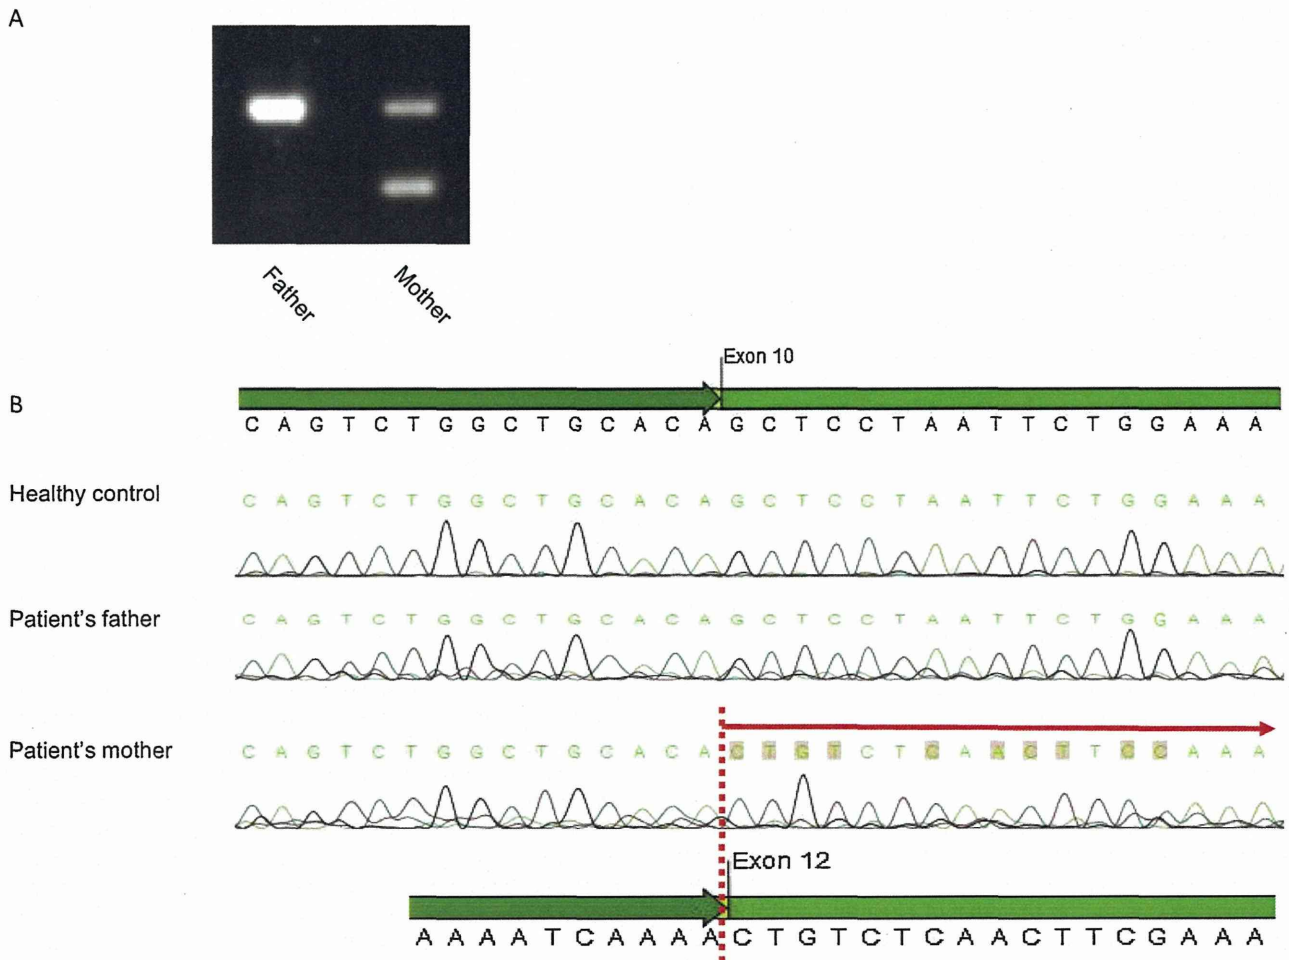 A
Father
Mother
Exon 10
B
C A G T C T G G C T G C A C A G C T C C T A A T T C T G G A A A
Healthy control
C A G T C T G G C T G C A C A G C T C C T A A T T C T G G A A A
Patient's father
C A G T C T G G C T G C A C A G C T C C T A A T T C T G G A A A
Patient's mother
C A G T C T G G C T G C A C A C T G T C T C A A C T T C G A A A
Exon 12
A A A A T C A A A A C T G T C T C A A C T T C G A A A